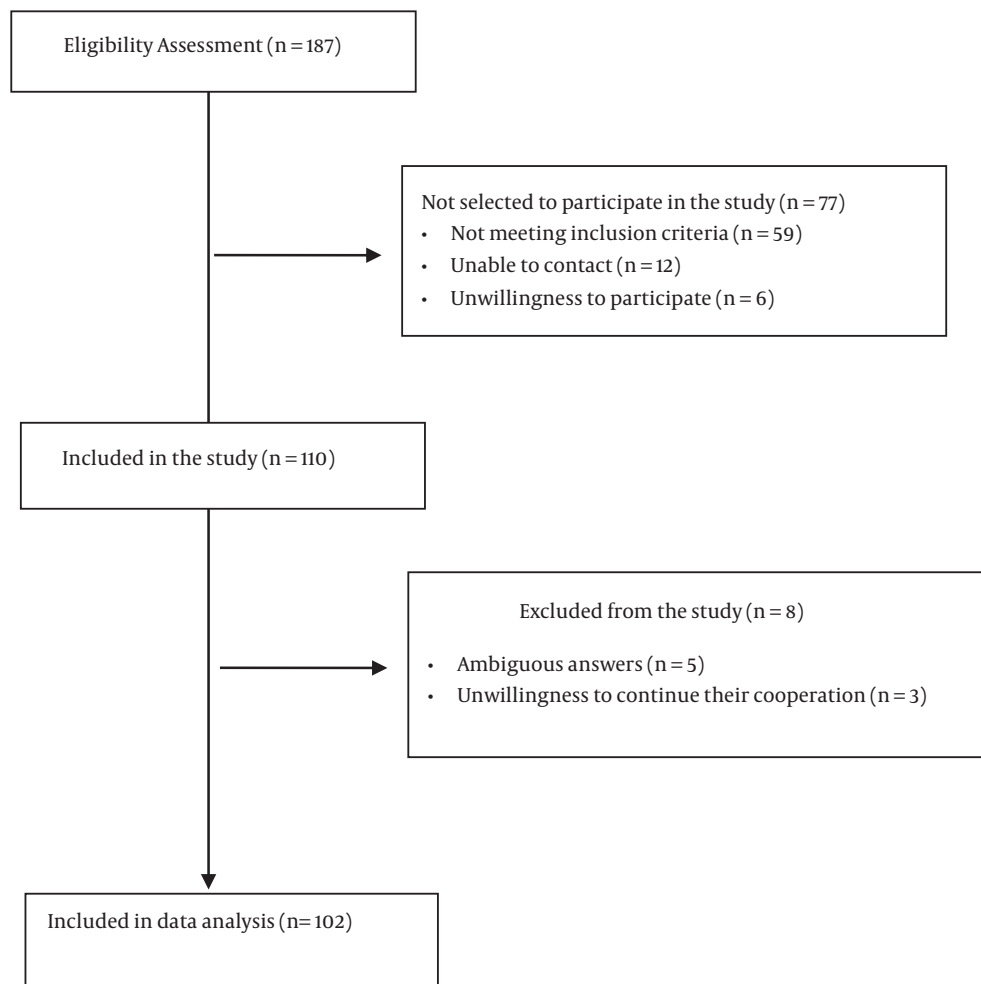 Eligibility Assessment (n = 187)
Not selected to participate in the study (n = 77)
• Not meeting inclusion criteria (n = 59)
• Unable to contact (n = 12)
• Unwillingness to participate (n = 6)
Included in the study (n = 110)
Excluded from the study (n = 8)
• Ambiguous answers (n = 5)
• Unwillingness to continue their cooperation (n = 3)
Included in data analysis (n= 102)